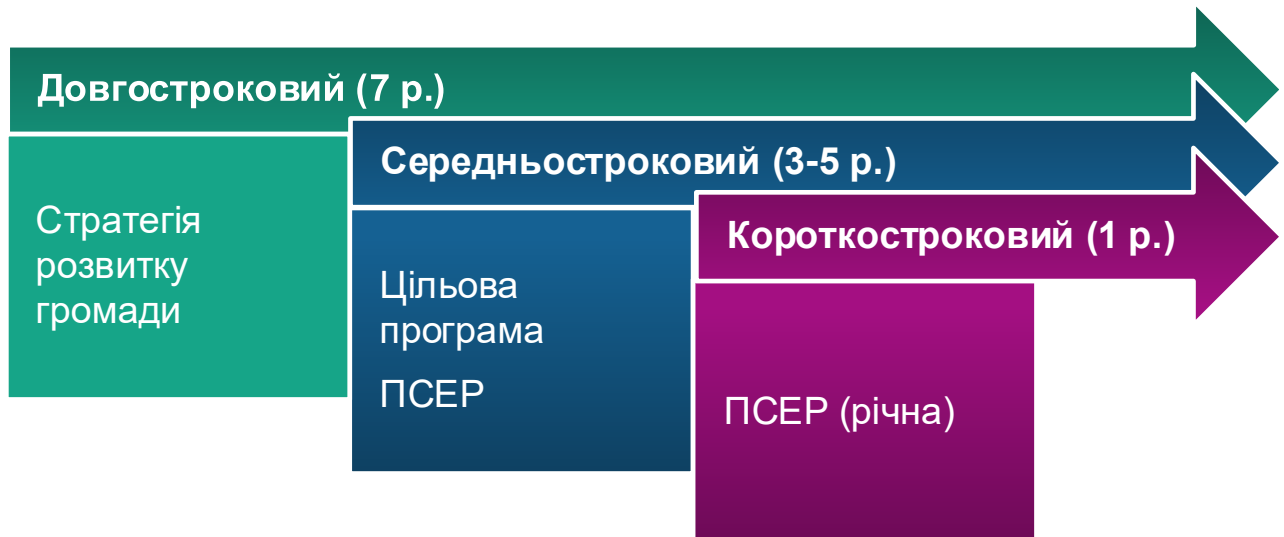 Довгостроковий (7 р.)
Стратегія
розвитку
громади
Середньостроковий (3-5 р.)
Цільова
програма
ПСЕР
Короткостроковий (1 р.)
ПСЕР (річна)